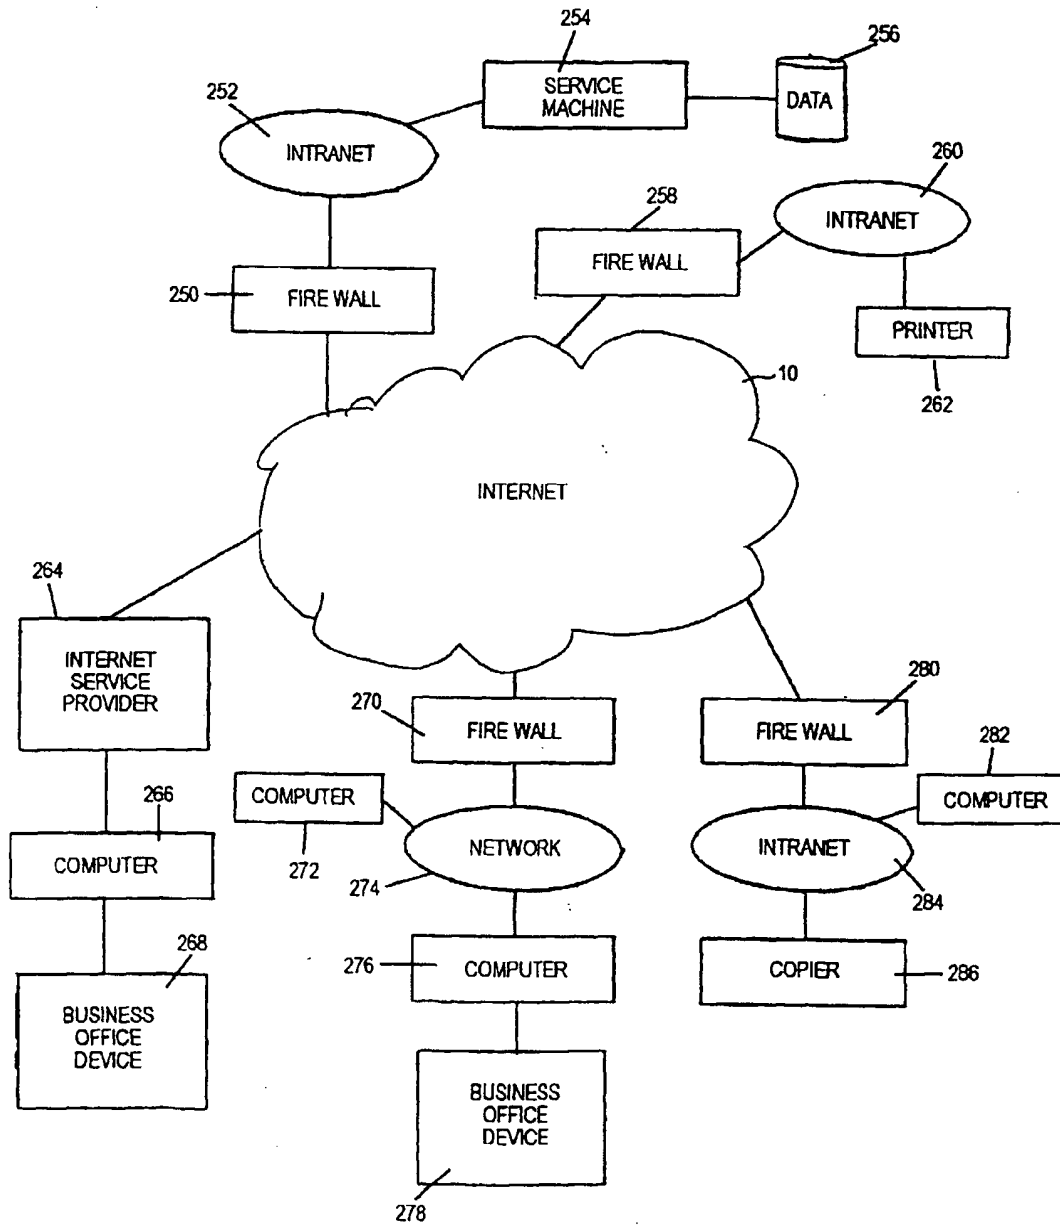 254
256
252
SERVICE
MACHINE
DATA
INTRANET
260
258
INTRANET
FIRE WALL
250
FIRE WALL
PRINTER
10
262
INTERNET
264
INTERNET
SERVICE
PROVIDER
270
280
FIRE WALL
FIRE WALL
282
266
COMPUTER
COMPUTER
COMPUTER
NETWORK
INTRANET
272
274
284
268
276
COMPUTER
COPIER
286
BUSINESS
OFFICE
DEVICE
BUSINESS
OFFICE
DEVICE
278